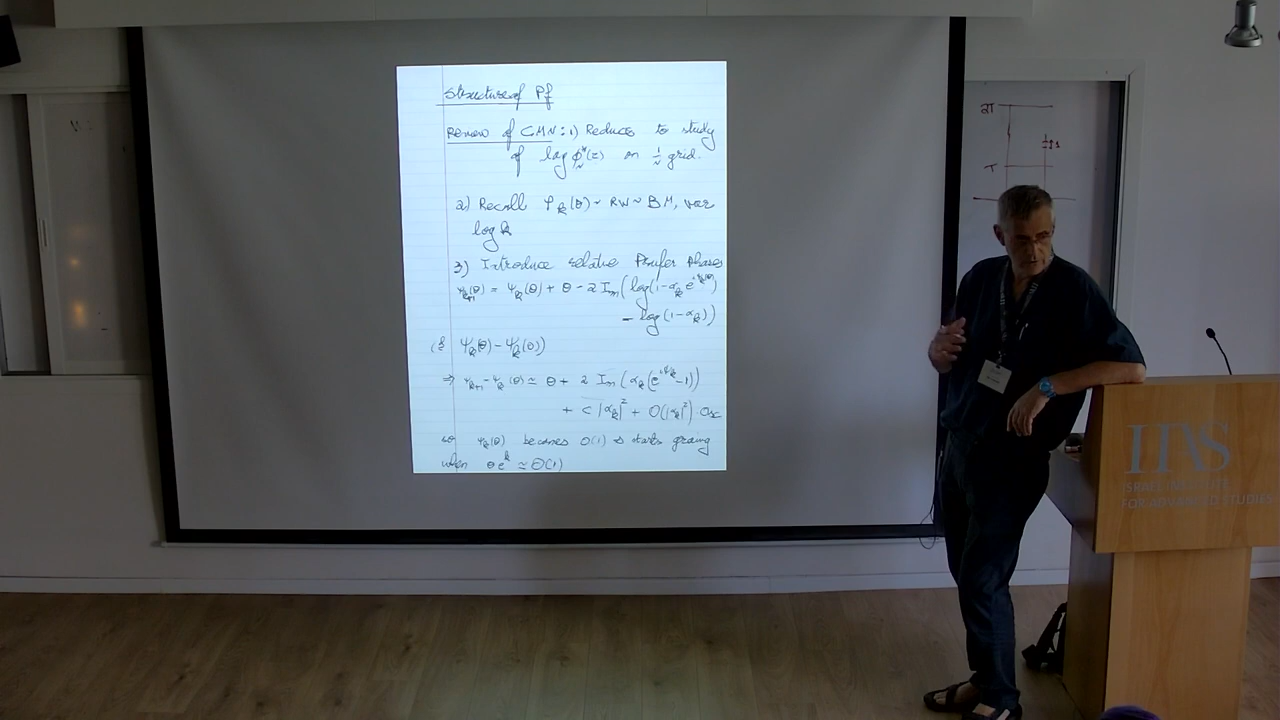 Structure of Pf
Review of CMN: 1) Reduces to study
of log φ*_N(z) on 1/N grid.
2) Recall φ_k(θ) ~ RW ~ BM, var
log k
3) Introduce relative Prufer phases
ψ_{k+1}(θ) = ψ_k(θ) + θ - 2 Im(log(1-α_k e^{iψ_k(θ)})
- log(1-α_k))
ψ_k(θ) - ψ_k(0))
⇒ ψ_{k+1} - ψ_k(θ) ≃ θ + 2 Im(α_k(e^{iψ_k}-1))
+ c|α_k|² + O(|α_k|²) Osc
so ψ_k(θ) becomes O(1) & starts growing
when θe^k ≃ O(1)
2T
T
IIAS
ISRAEL INSTITUTE
FOR ADVANCED STUDIES